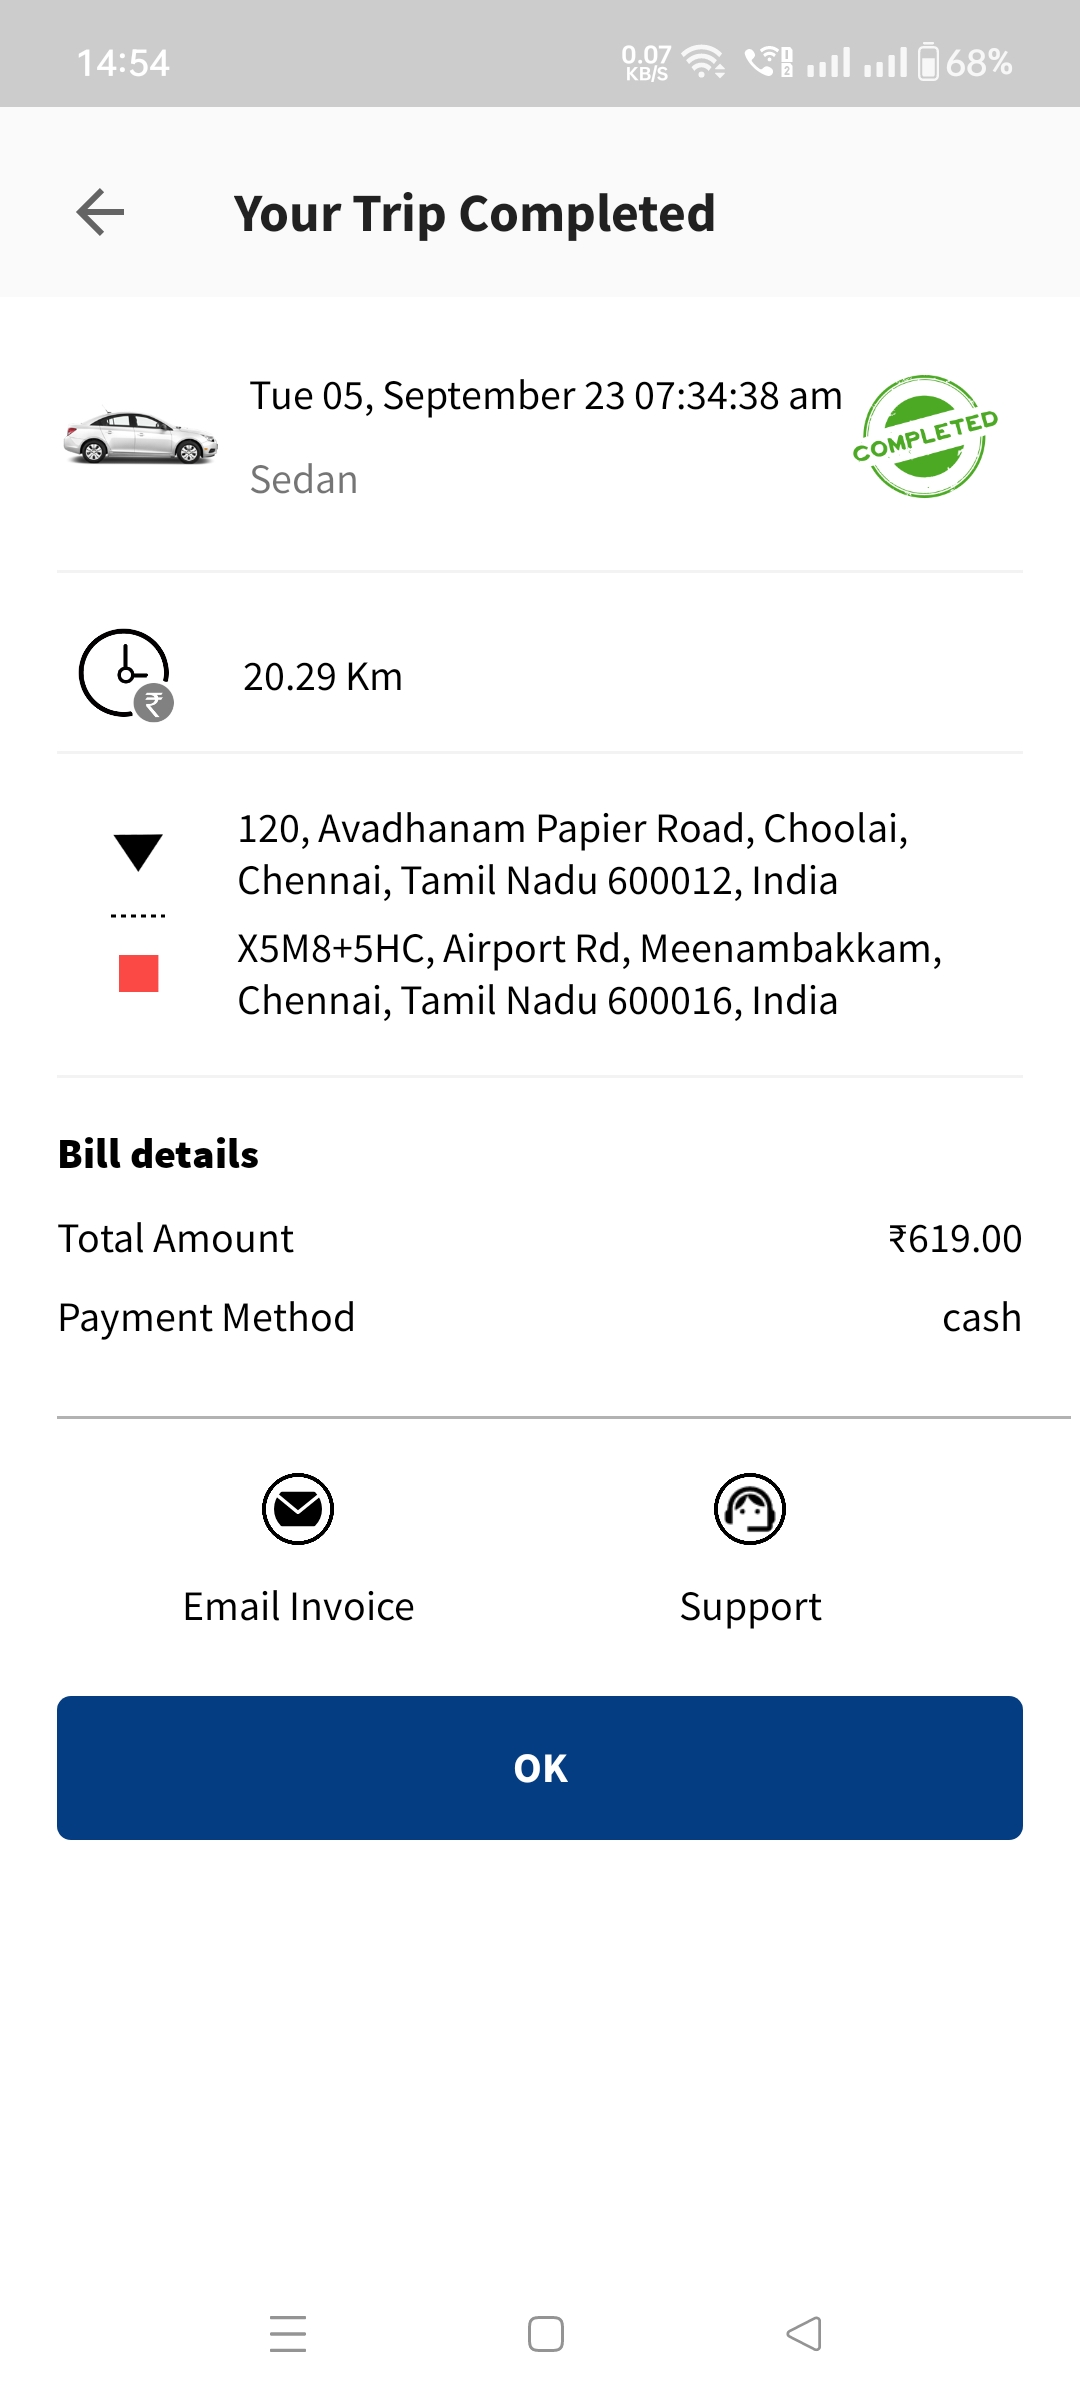 14:54
0.07 KB/S 68%
Your Trip Completed
Tue 05, September 23 07:34:38 am
COMPLETED
Sedan
₹
20.29 Km
120, Avadhanam Papier Road, Choolai,
Chennai, Tamil Nadu 600012, India
X5M8+5HC, Airport Rd, Meenambakkam,
Chennai, Tamil Nadu 600016, India
Bill details
Total Amount ₹619.00
Payment Method cash
Email Invoice Support
OK